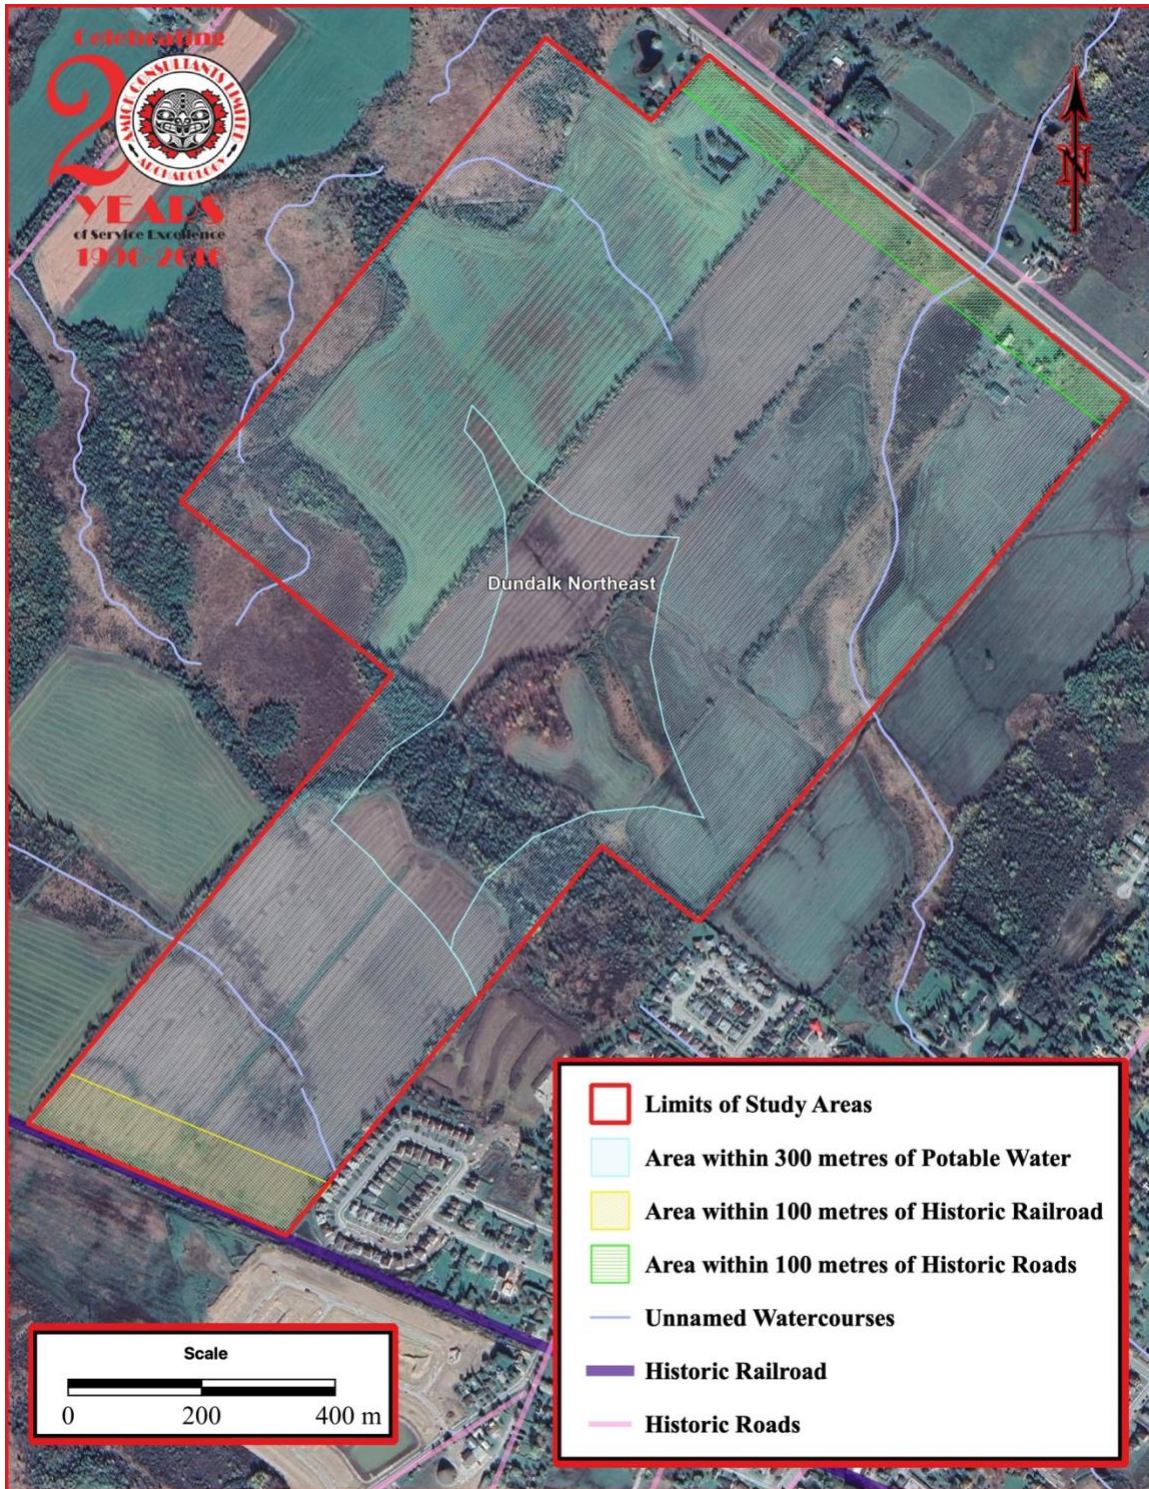 Celebrating
20
AMICK CONSULTANTS LIMITED
ARCHAEOLOGY
YEARS
of Service Excellence
1996-2016
N
Dundalk Northeast
Limits of Study Areas
Area within 300 metres of Potable Water
Area within 100 metres of Historic Railroad
Area within 100 metres of Historic Roads
Unnamed Watercourses
Historic Railroad
Historic Roads
Scale
0 200 400 m